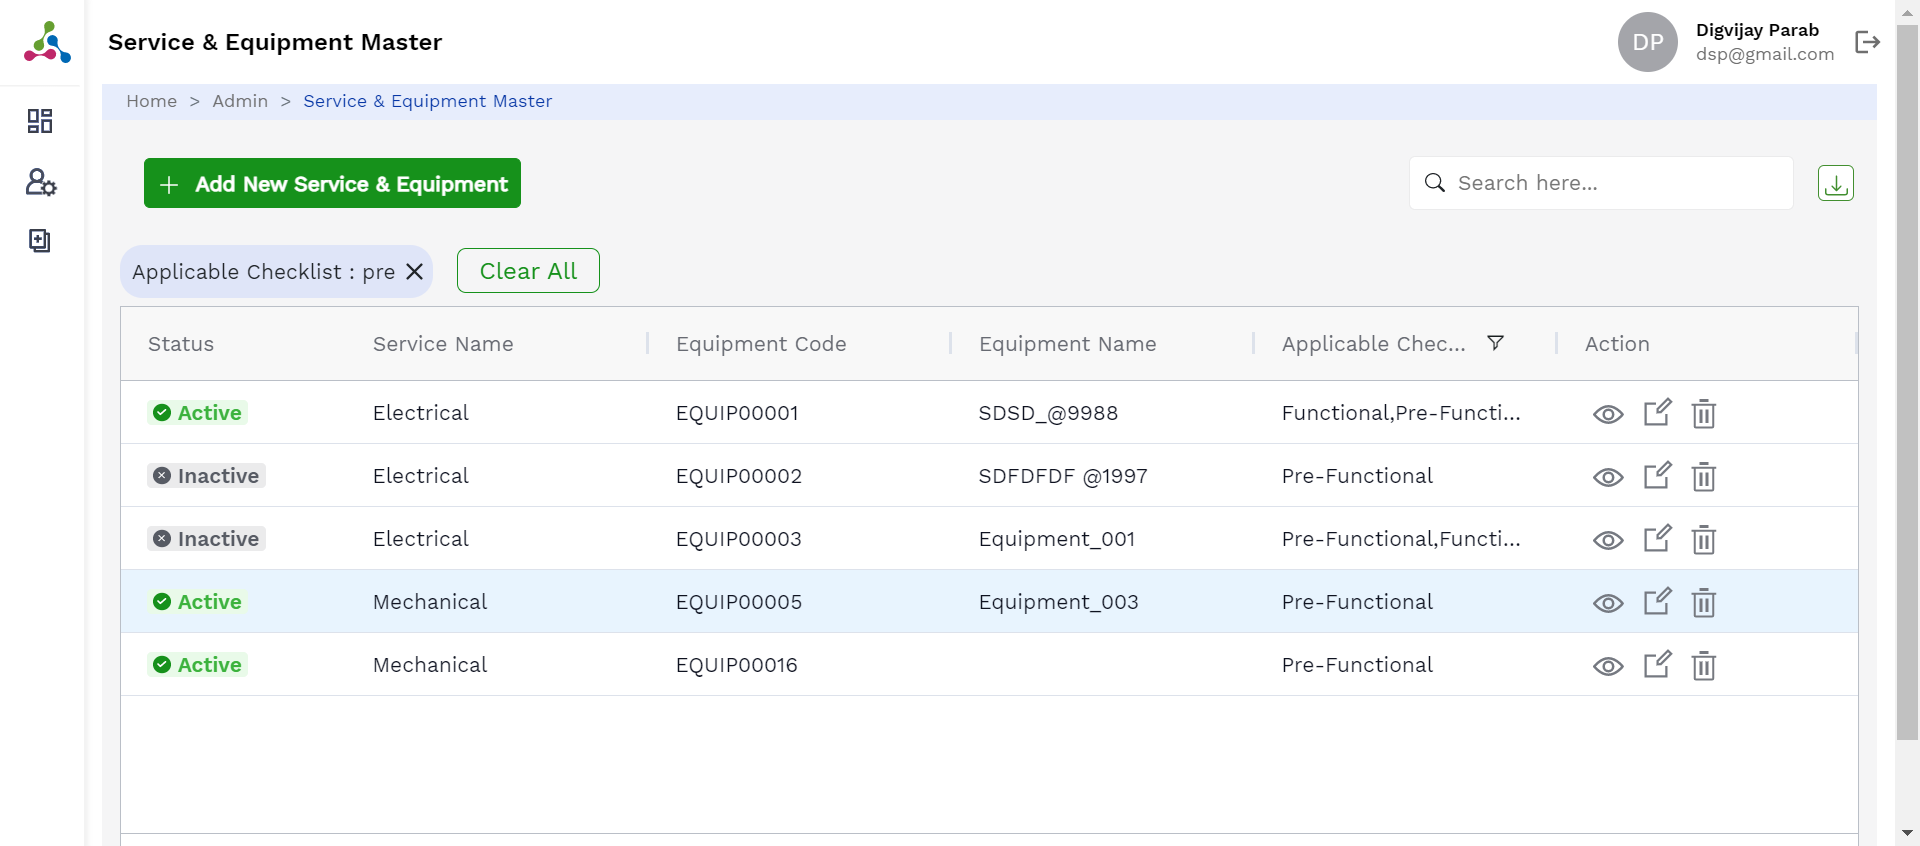 Service & Equipment Master
DP
Digvijay Parab
dsp@gmail.com
Home > Admin > Service & Equipment Master
+ Add New Service & Equipment
Search here...
Applicable Checklist : pre
Clear All
Status Service Name Equipment Code Equipment Name Applicable Chec... Action
Active Electrical EQUIP00001 SDSD_@9988 Functional,Pre-Functi...
Inactive Electrical EQUIP00002 SDFDFDF @1997 Pre-Functional
Inactive Electrical EQUIP00003 Equipment_001 Pre-Functional,Functi...
Active Mechanical EQUIP00005 Equipment_003 Pre-Functional
Active Mechanical EQUIP00016 Pre-Functional